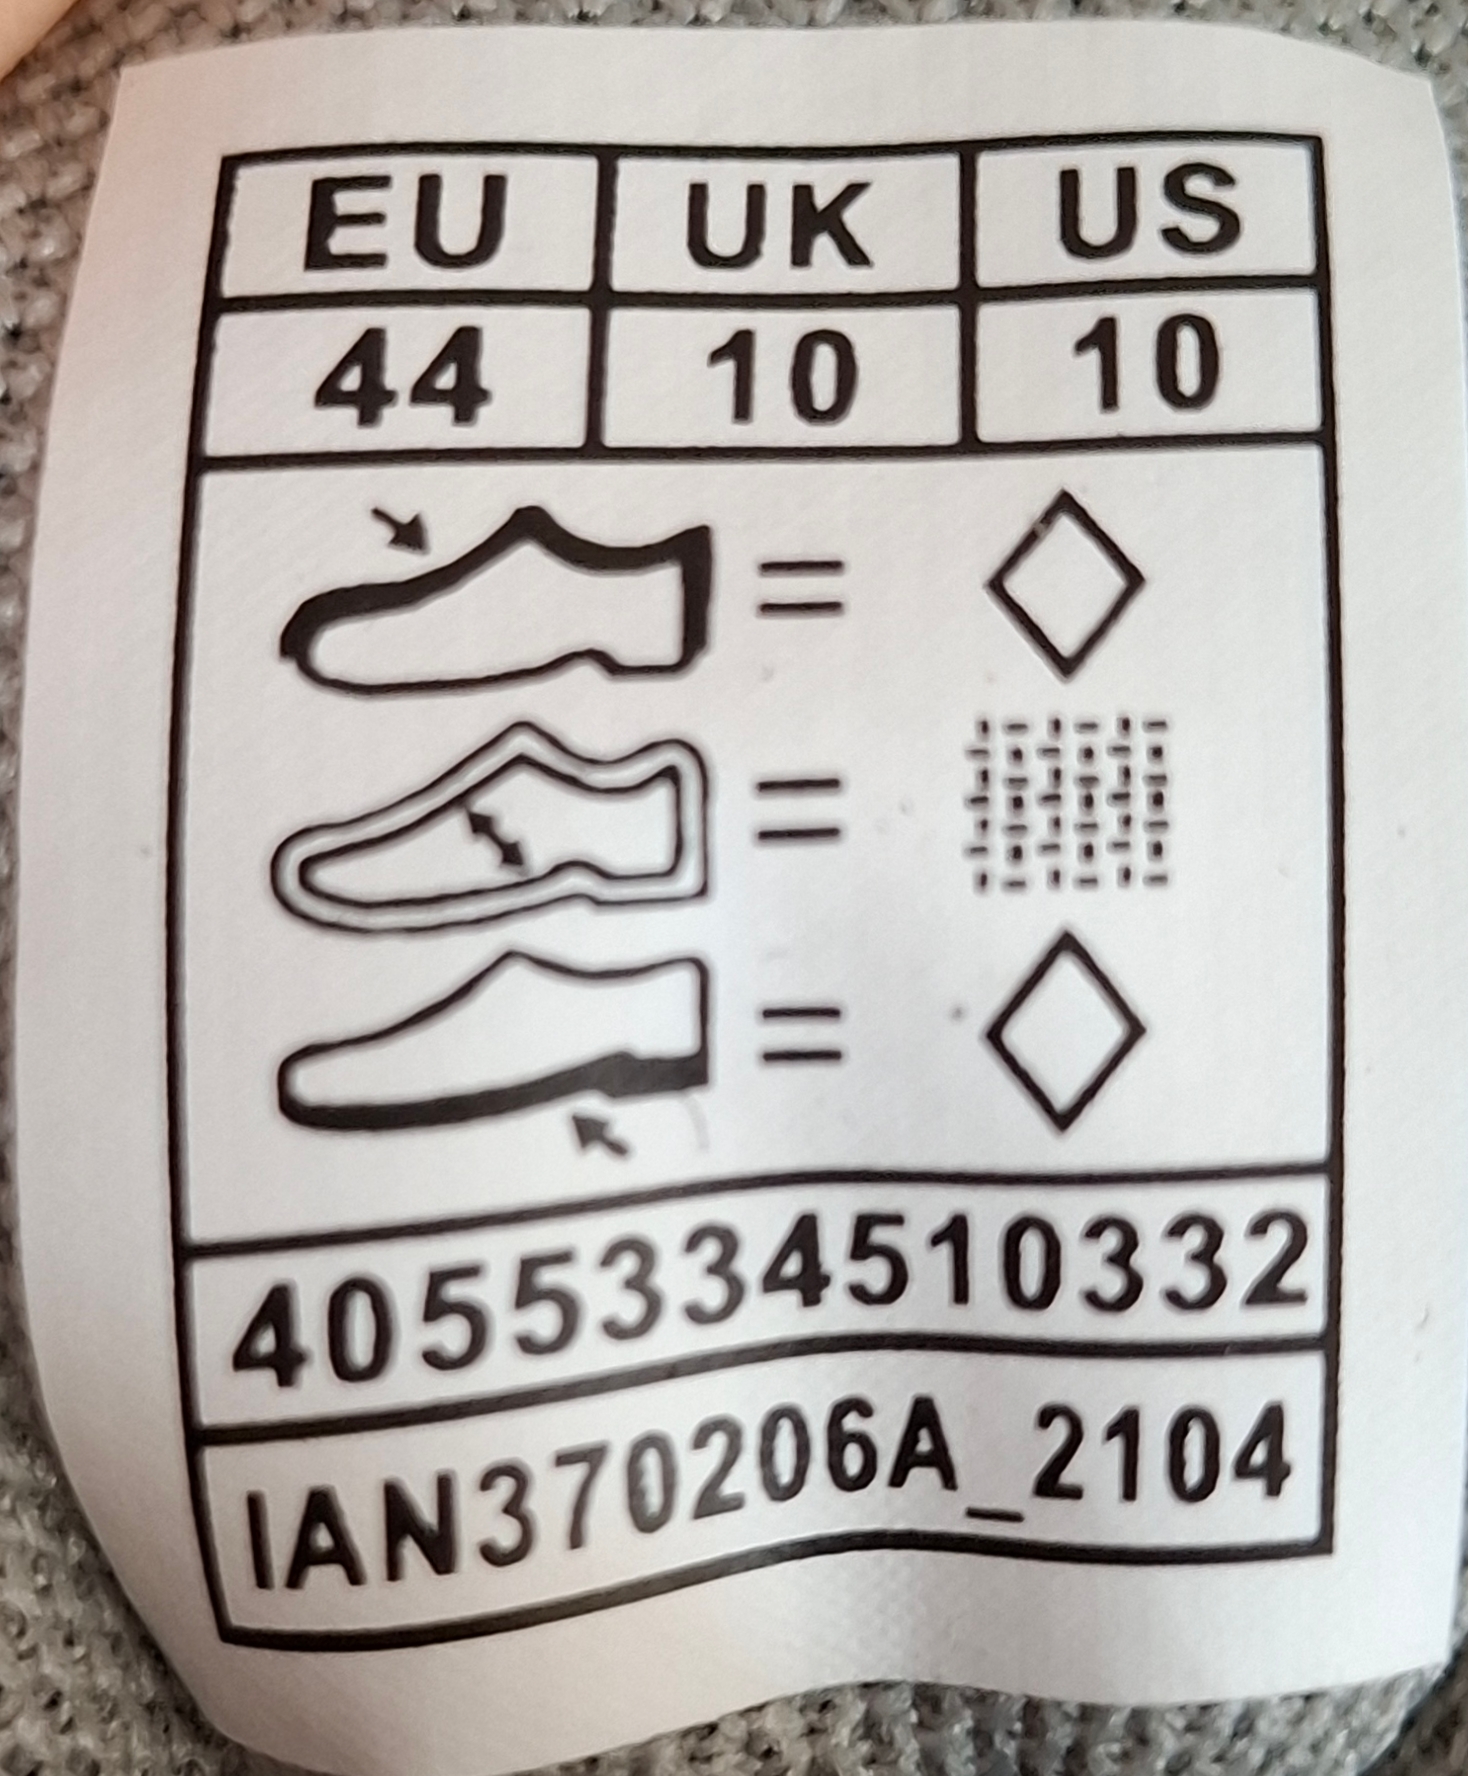 EU UK US
44 10 10
=
=
=
4055334510332
IAN370206A_2104